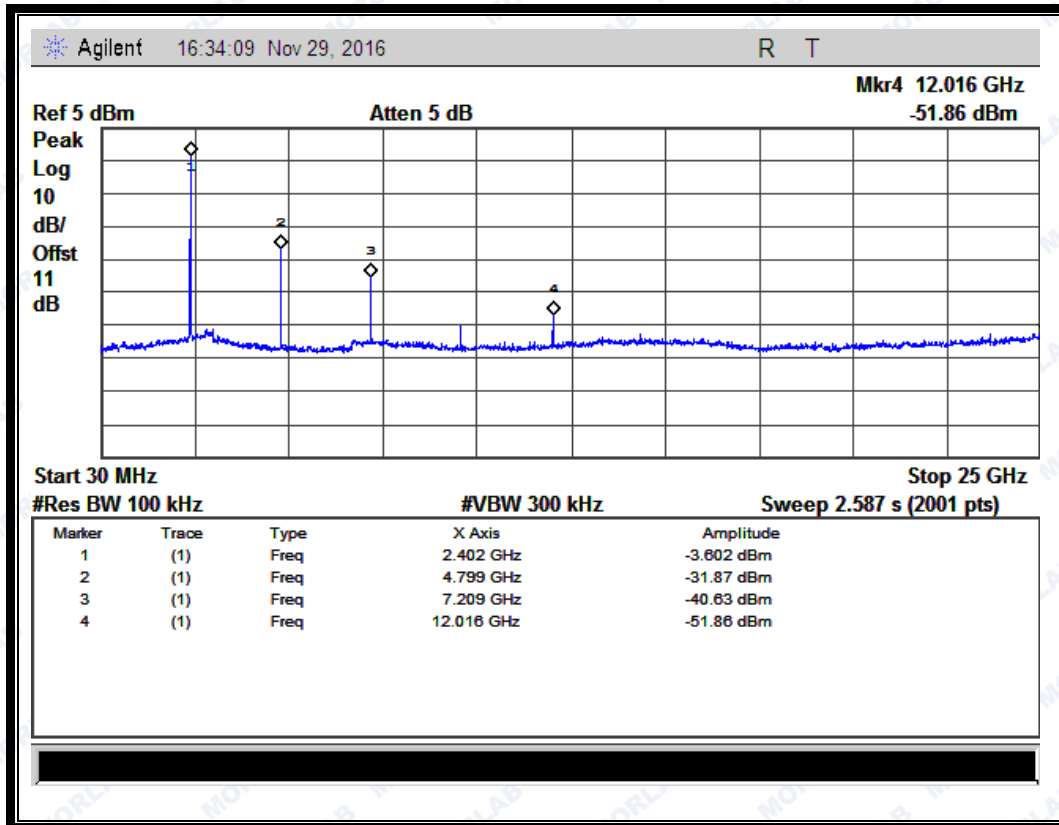 Agilent 16:34:09 Nov 29, 2016 R T
Mkr4 12.016 GHz
Ref 5 dBm Atten 5 dB -51.86 dBm
Peak
Log
10
dB/
Offst
11
dB
1
2
3
4
Start 30 MHz Stop 25 GHz
#Res BW 100 kHz #VBW 300 kHz Sweep 2.587 s (2001 pts)
Marker Trace Type X Axis Amplitude
1 (1) Freq 2.402 GHz -3.602 dBm
2 (1) Freq 4.799 GHz -31.87 dBm
3 (1) Freq 7.209 GHz -40.63 dBm
4 (1) Freq 12.016 GHz -51.86 dBm
MORLAB